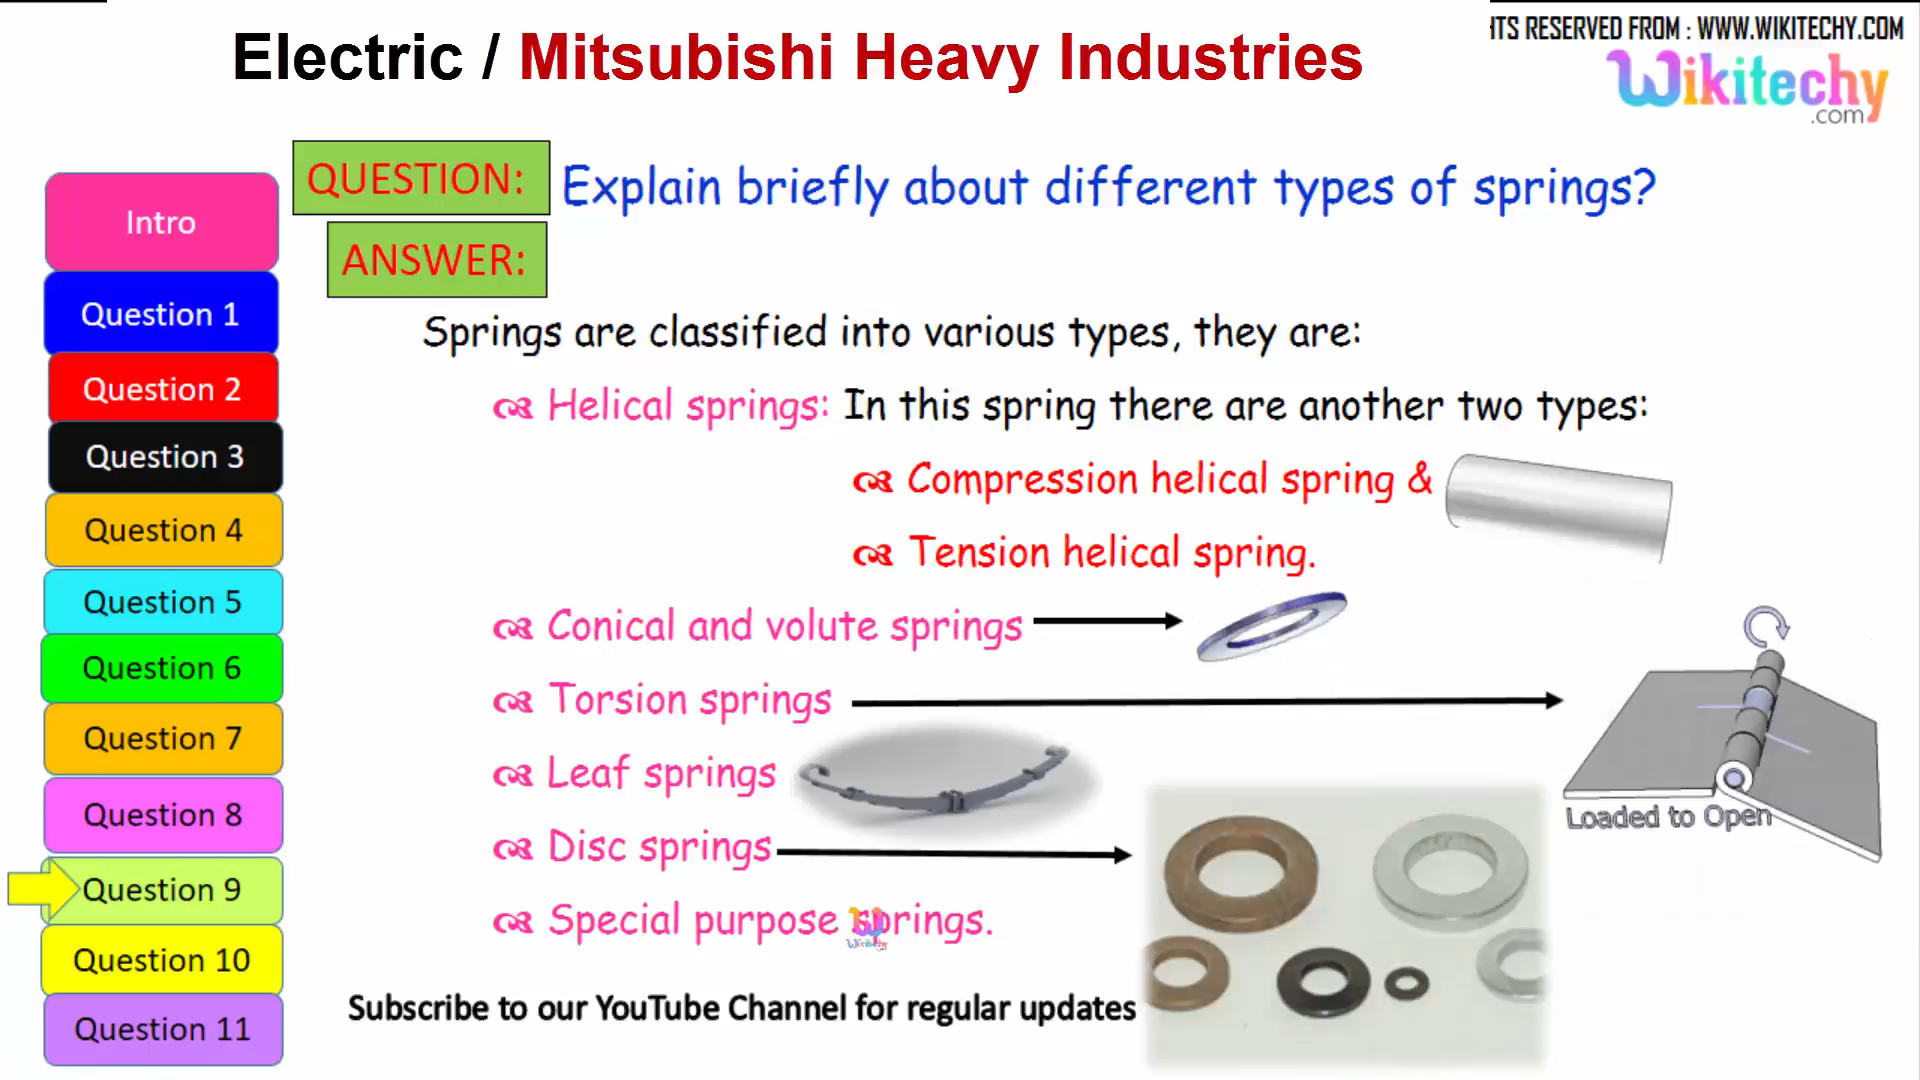 Electric / Mitsubishi Heavy Industries
RESERVED FROM : WWW.WIKITECHY.COM
Wikitechy
.com
QUESTION: Explain briefly about different types of springs?
ANSWER:
Springs are classified into various types, they are:
Helical springs: In this spring there are another two types:
Compression helical spring &
Tension helical spring.
Conical and volute springs
Torsion springs
Leaf springs
Disc springs
Special purpose springs.
Wikitechy
Loaded to Open
Subscribe to our YouTube Channel for regular updates
Intro
Question 1
Question 2
Question 3
Question 4
Question 5
Question 6
Question 7
Question 8
Question 9
Question 10
Question 11